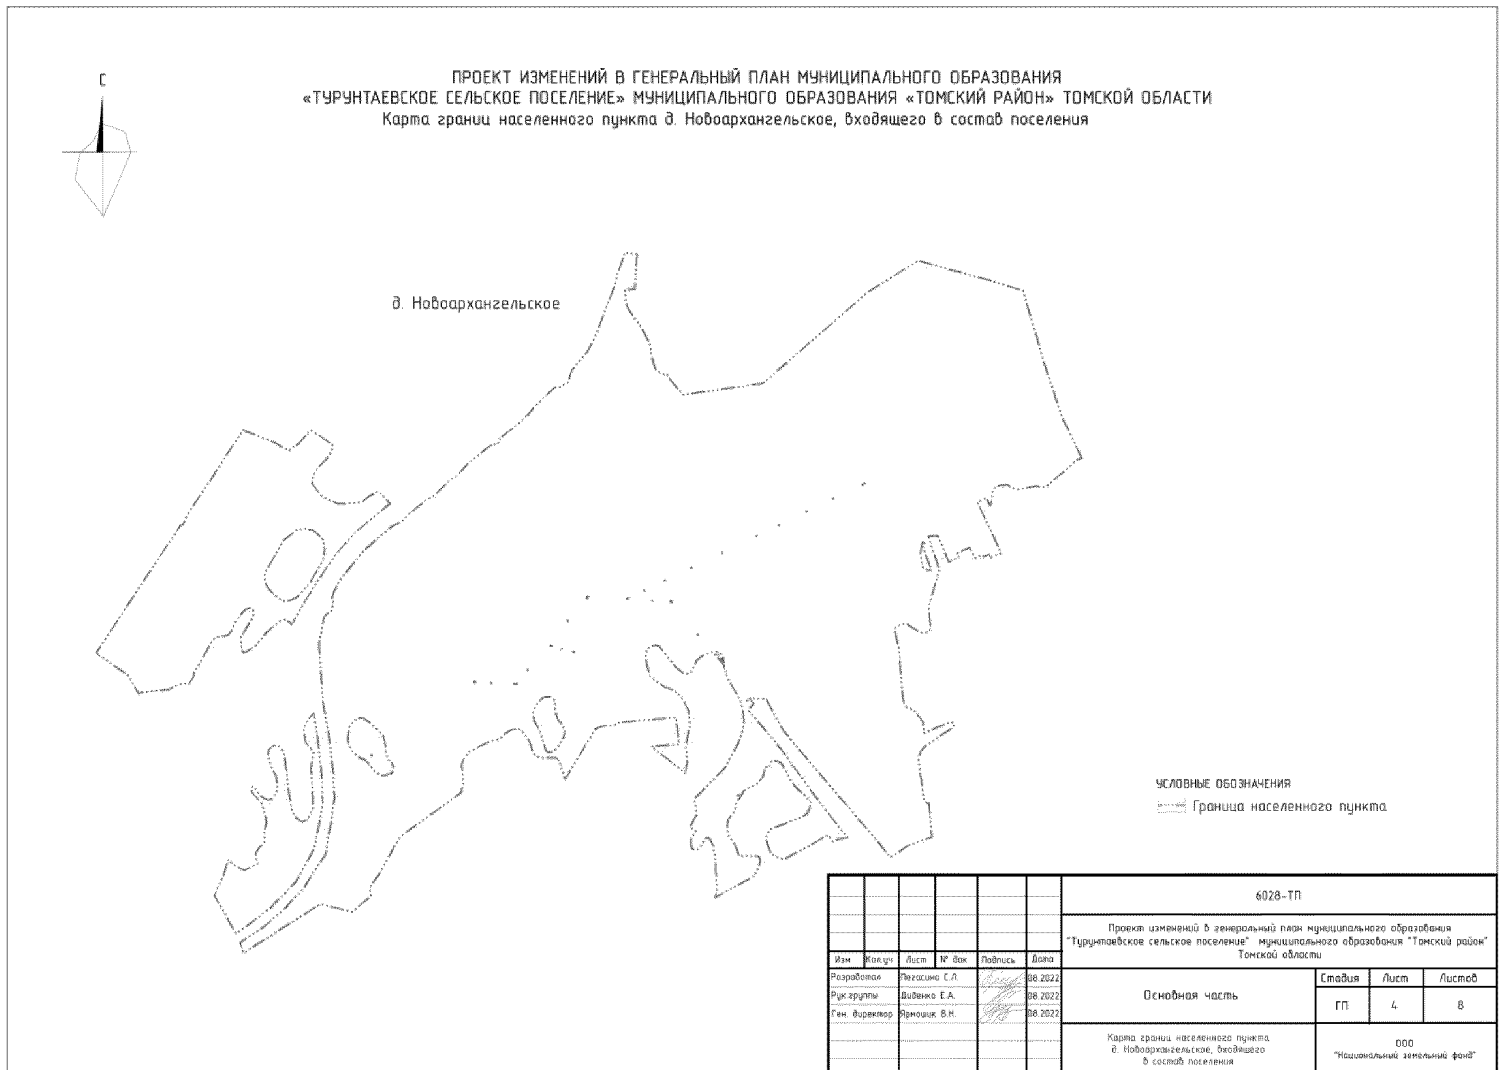 С
ПРОЕКТ ИЗМЕНЕНИЙ В ГЕНЕРАЛЬНЫЙ ПЛАН МУНИЦИПАЛЬНОГО ОБРАЗОВАНИЯ
«ТУРУНТАЕВСКОЕ СЕЛЬСКОЕ ПОСЕЛЕНИЕ» МУНИЦИПАЛЬНОГО ОБРАЗОВАНИЯ «ТОМСКИЙ РАЙОН» ТОМСКОЙ ОБЛАСТИ
Карта границ населенного пункта д. Новоархангельское, входящего в состав поселения
д. Новоархангельское
УСЛОВНЫЕ ОБОЗНАЧЕНИЯ
Граница населенного пункта
6028-ТП
Проект изменений в генеральный план муниципального образования
"Турунтаевское сельское поселение" муниципального образования "Томский район"
Томской области
Изм Кол.уч Лист № док Подпись Дата
Разработал Пегасина С.Л. 08.2022
Рук.группы Диденко Е.А. 08.2022
Ген. директор Ярмошик В.Н. 08.2022
Основная часть
Стадия Лист Листов
ГП 4 8
Карта границ населенного пункта
д. Новоархангельское, входящего
в состав поселения
ООО
"Национальный земельный фонд"